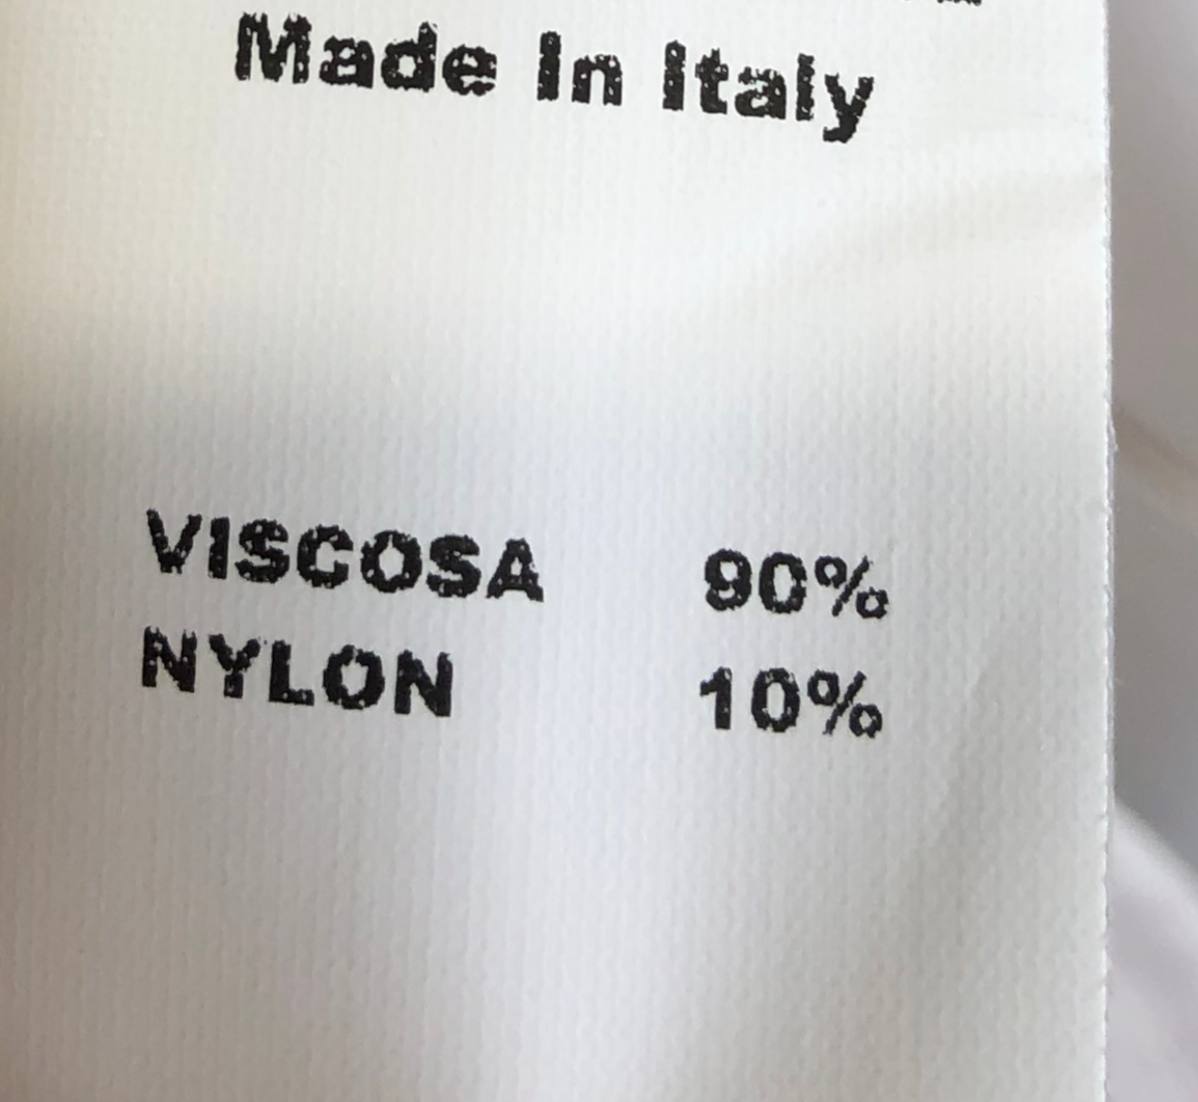 Made In Italy
VISCOSA 90%
NYLON 10%